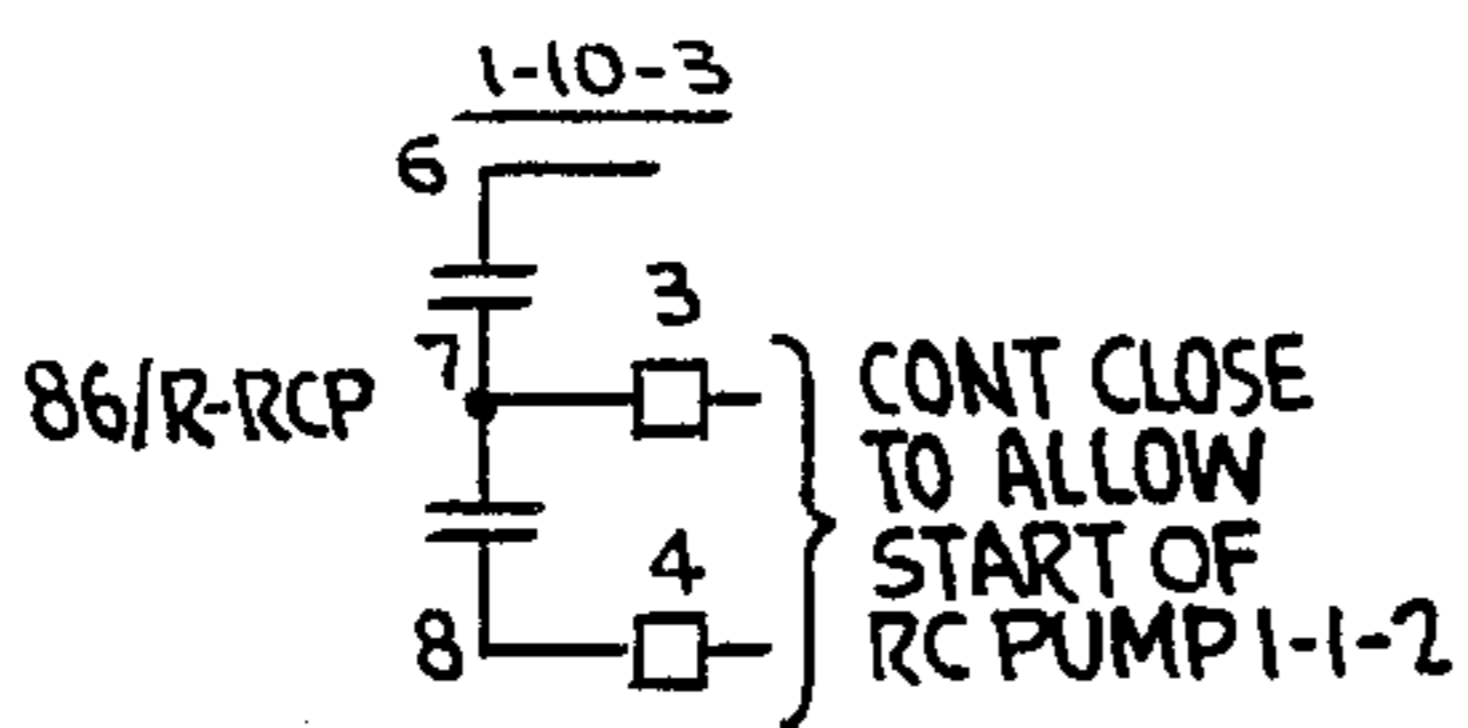 1-10-3
6
3
7
86/R-RCP
4
8
CONT CLOSE
TO ALLOW
START OF
RC PUMP 1-1-2